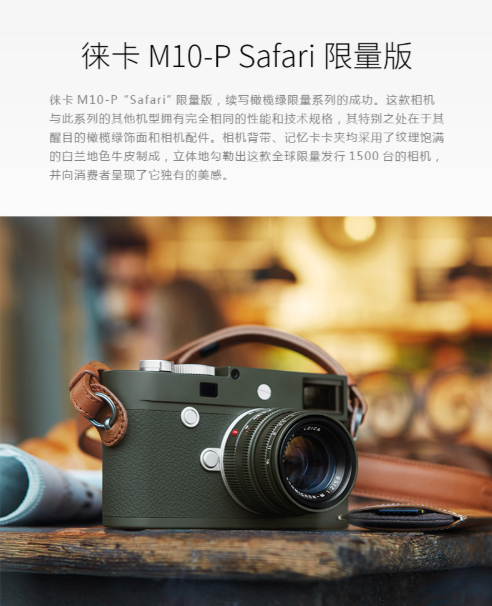 徕卡 M10-P Safari 限量版
徕卡 M10-P “Safari” 限量版，续写橄榄绿限量系列的成功。这款相机
与此系列的其他机型拥有完全相同的性能和技术规格，其特别之处在于其
醒目的橄榄绿饰面和相机配件。相机背带、记忆卡卡夹均采用了纹理饱满
的白兰地色牛皮制成，立体地勾勒出这款全球限量发行 1500 台的相机，
并向消费者呈现了它独有的美感。
LEICA